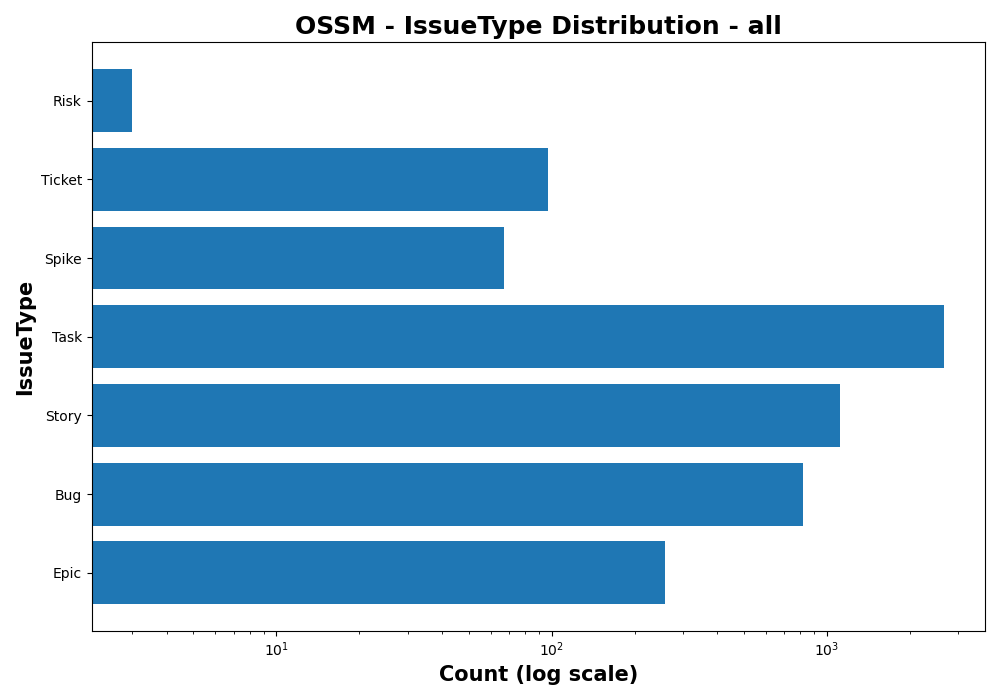 OSSM - IssueType Distribution - all
Risk
Ticket
Spike
Task
Story
Bug
Epic
IssueType
10¹
10²
10³
Count (log scale)